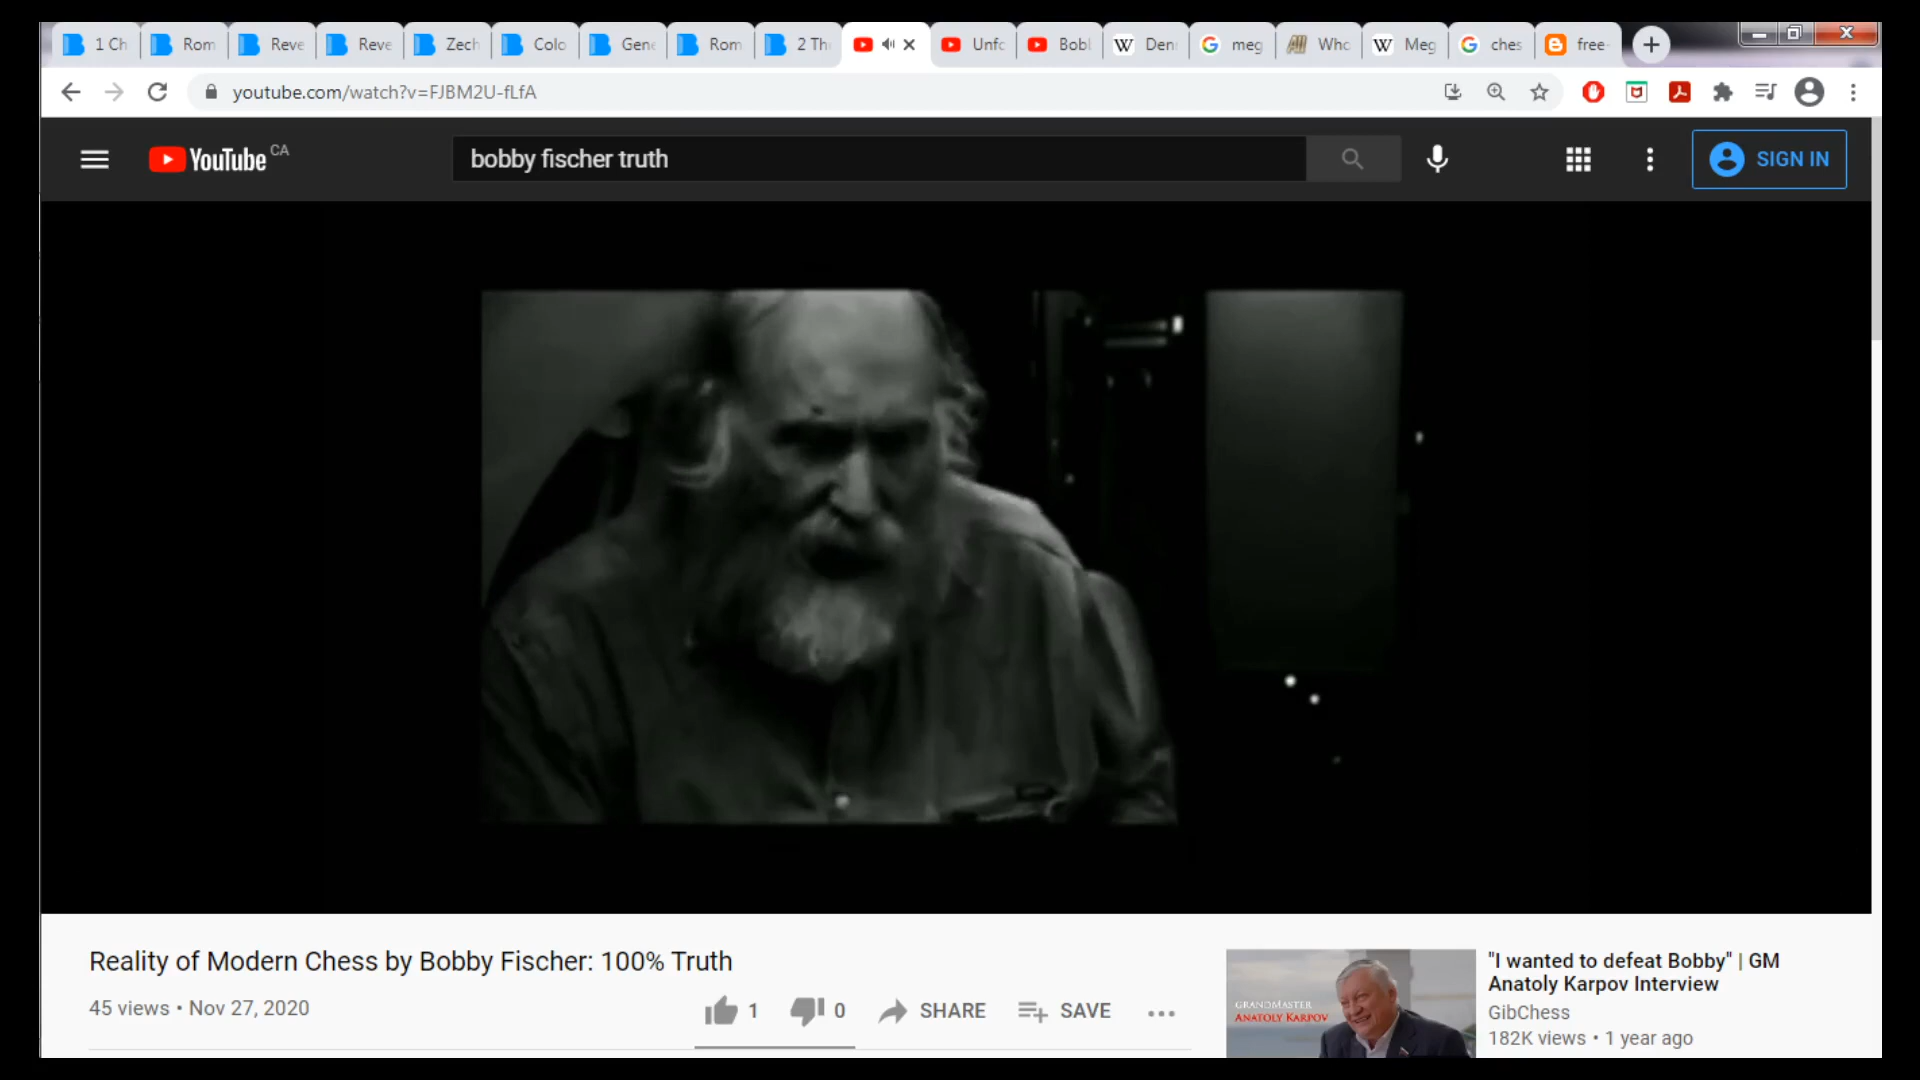 1 Ch
Rom
Reve
Reve
Zech
Colo
Gene
Rom
2 Th
Unfc
Bobl
Den
meg
Who
Meg
ches
free-
youtube.com/watch?v=FJBM2U-fLfA
YouTube CA
bobby fischer truth
SIGN IN
Reality of Modern Chess by Bobby Fischer: 100% Truth
45 views • Nov 27, 2020
1
0
SHARE
SAVE
GRANDMASTER
ANATOLY KARPOV
"I wanted to defeat Bobby" | GM
Anatoly Karpov Interview
GibChess
182K views • 1 year ago